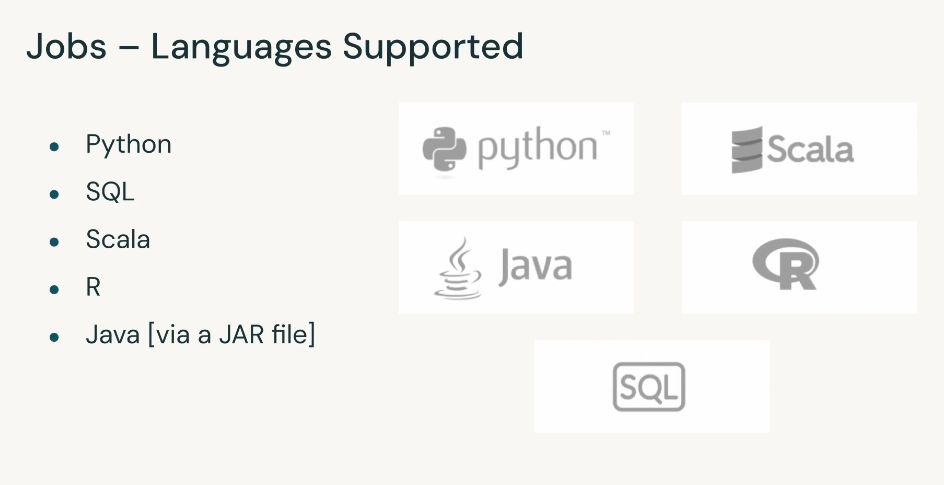 Jobs – Languages Supported
• Python
• SQL
• Scala
• R
• Java [via a JAR file]
python™
Scala
Java
R
SQL